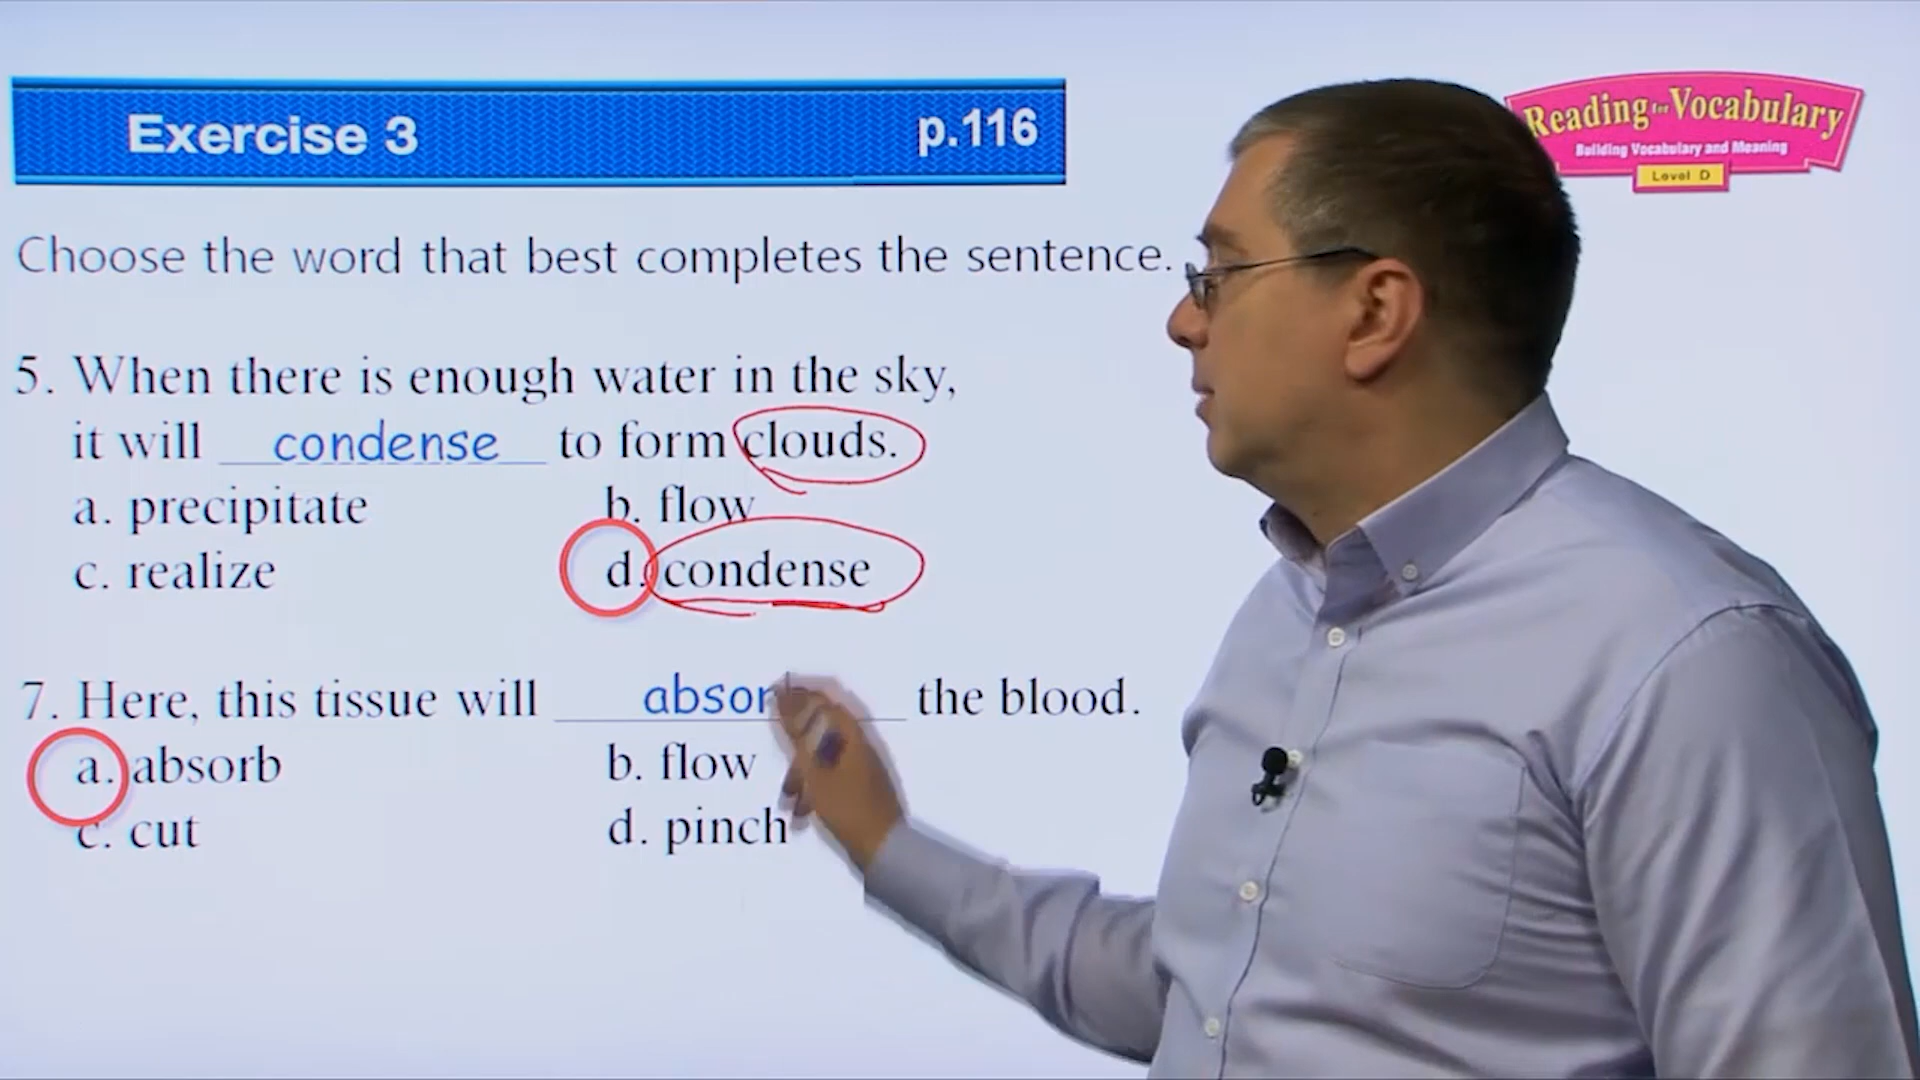 Exercise 3 p.116
Reading for Vocabulary
Building Vocabulary and Meaning
Level D
Choose the word that best completes the sentence.
5. When there is enough water in the sky,
it will condense to form clouds.
a. precipitate b. flow
c. realize d. condense
7. Here, this tissue will the blood.
a. absorb b. flow
c. cut d. pinch